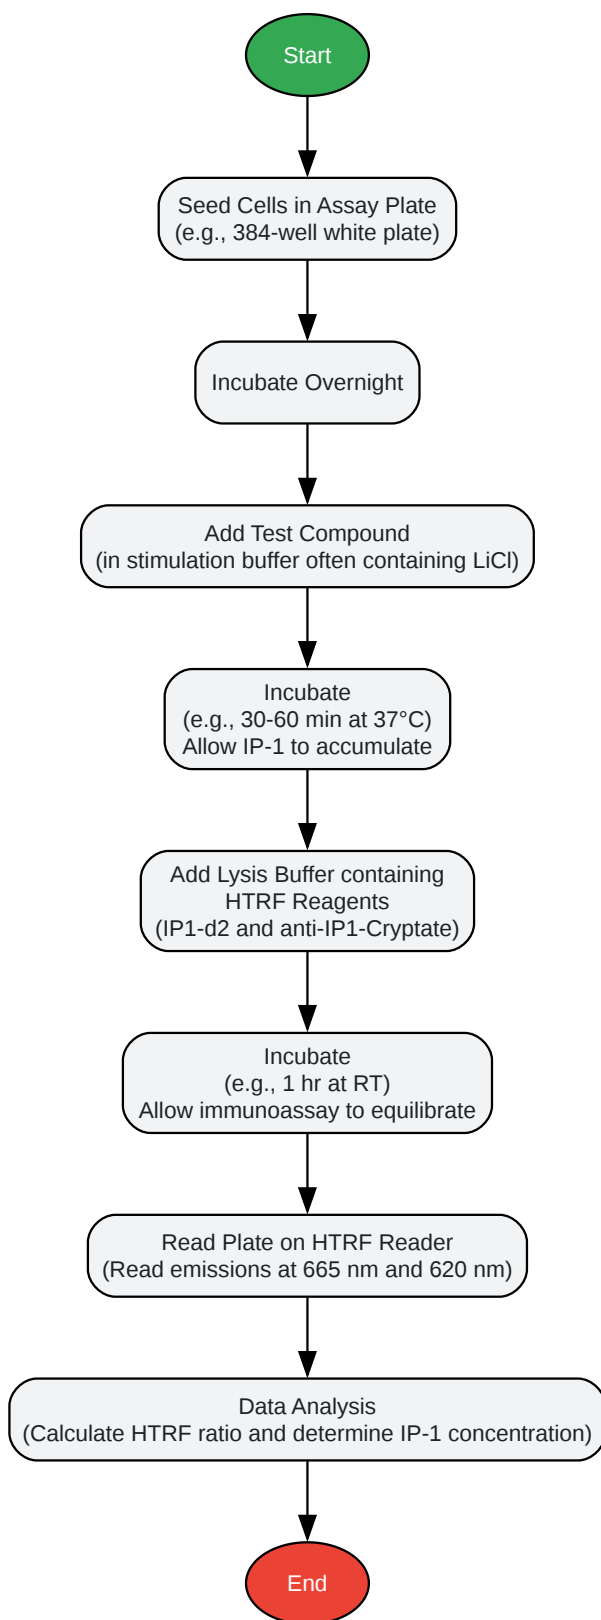 Start
Seed Cells in Assay Plate
(e.g., 384-well white plate)
Incubate Overnight
Add Test Compound
(in stimulation buffer often containing LiCl)
Incubate
(e.g., 30-60 min at 37°C)
Allow IP-1 to accumulate
Add Lysis Buffer containing
HTRF Reagents
(IP1-d2 and anti-IP1-Cryptate)
Incubate
(e.g., 1 hr at RT)
Allow immunoassay to equilibrate
Read Plate on HTRF Reader
(Read emissions at 665 nm and 620 nm)
Data Analysis
(Calculate HTRF ratio and determine IP-1 concentration)
End